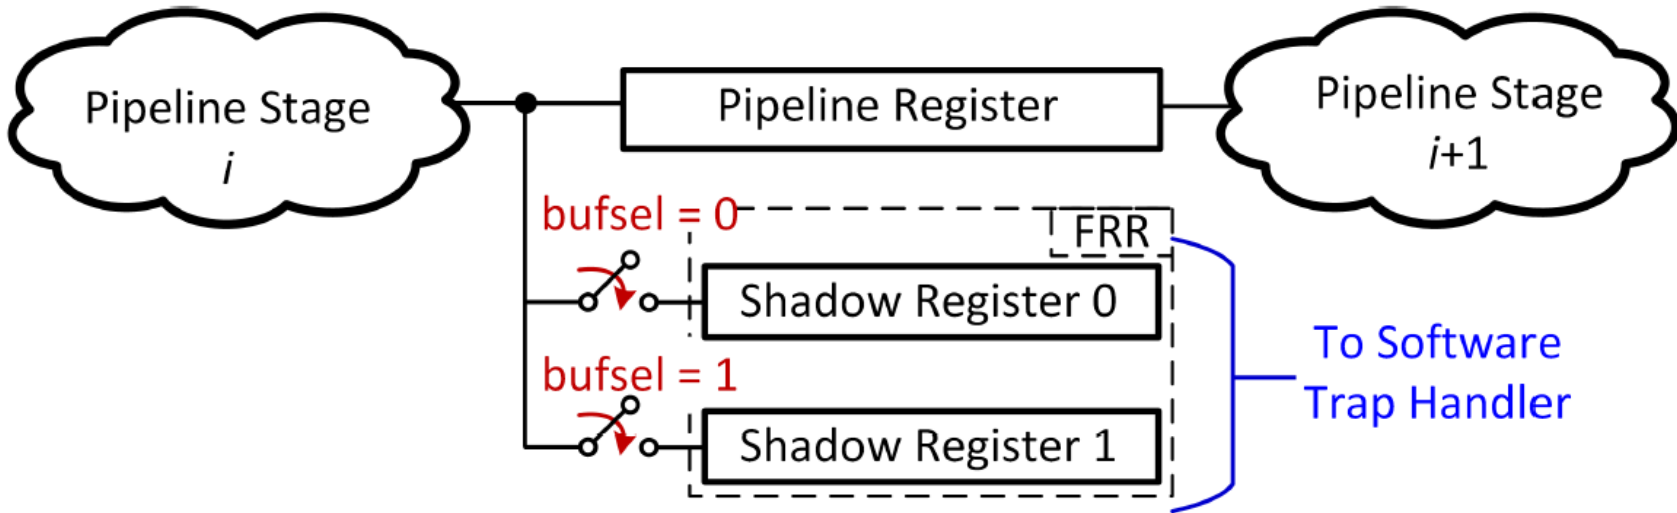 Pipeline Stage
i
Pipeline Register
Pipeline Stage
i+1
bufsel = 0
FRR
Shadow Register 0
bufsel = 1
Shadow Register 1
To Software
Trap Handler